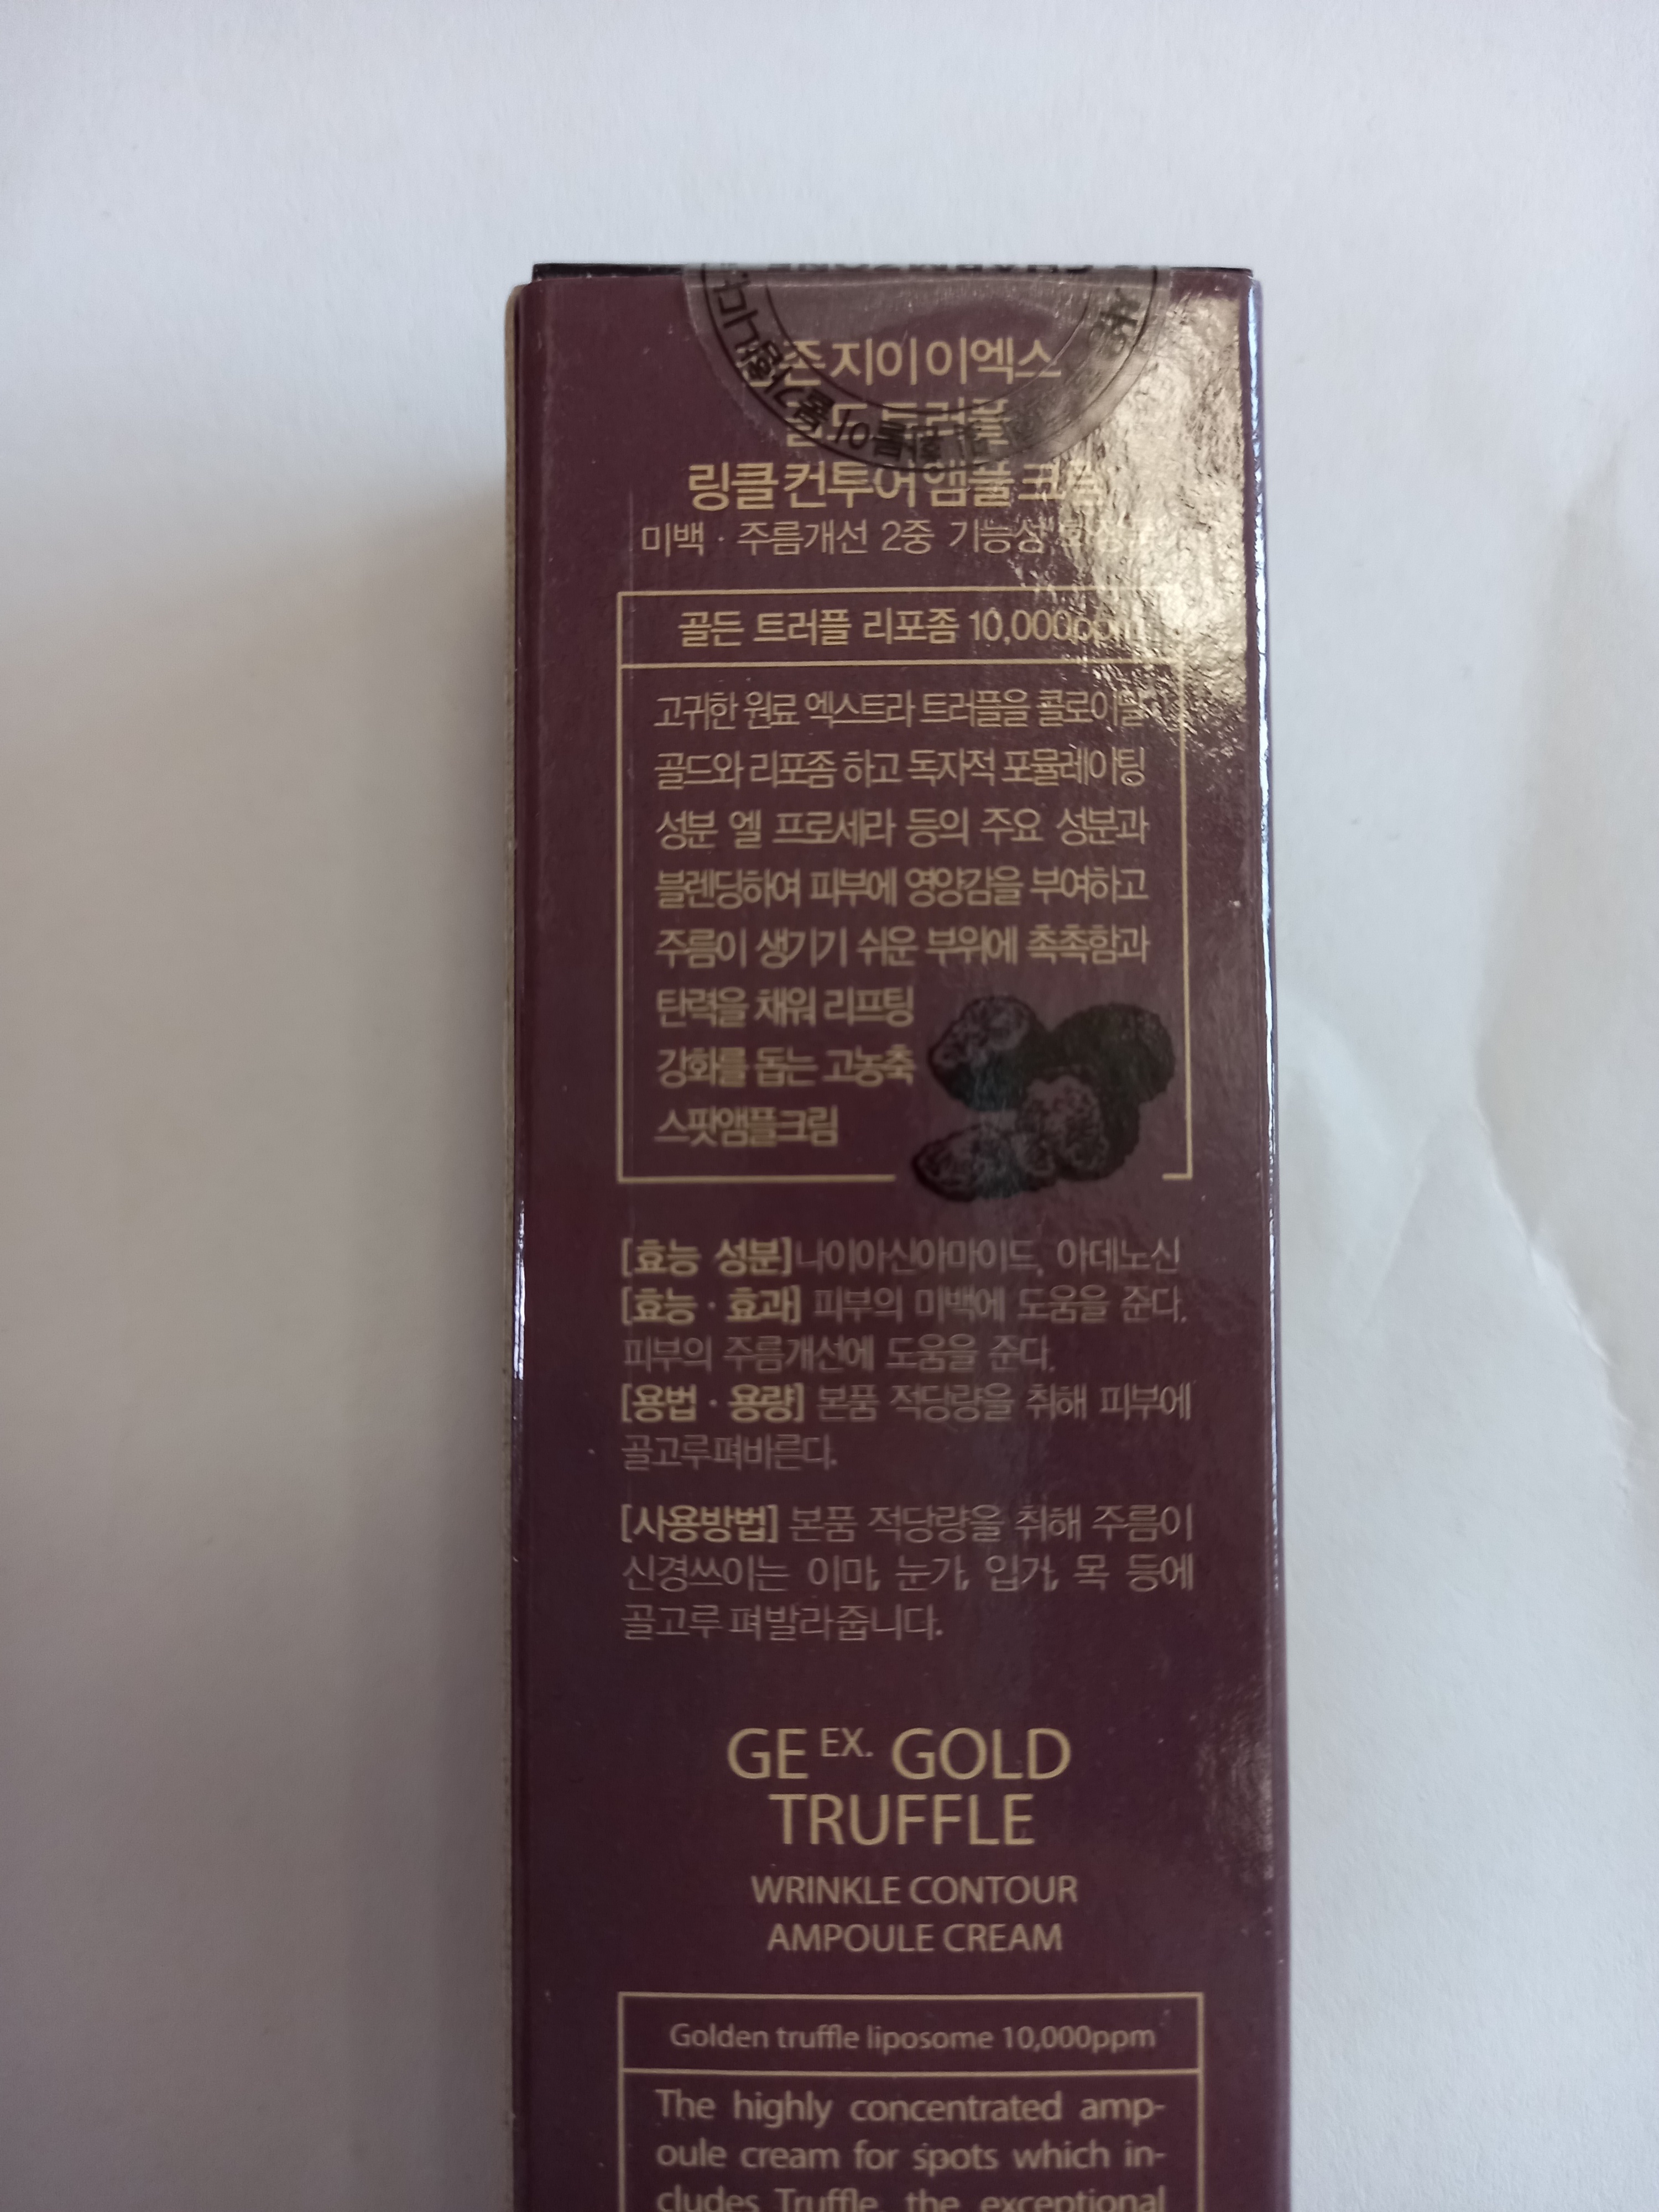 존 지이 이엑스
골드 트러플
링클 컨투어 앰플 크림
미백 · 주름개선 2중 기능성
골든 트러플 리포좀 10,000ppm
고귀한 원료 엑스트라 트러플을 콜로이달
골드와 리포좀 하고 독자적 포뮬레이팅
성분 엘 프로세라 등의 주요 성분과
블렌딩하여 피부에 영양감을 부여하고
주름이 생기기 쉬운 부위에 촉촉함과
탄력을 채워 리프팅
강화를 돕는 고농축
스팟앰플크림
[효능 성분]나이아신아마이드, 아데노신
[효능 · 효과] 피부의 미백에 도움을 준다.
피부의 주름개선에 도움을 준다.
[용법 · 용량] 본품 적당량을 취해 피부에
골고루 펴바른다.
[사용방법] 본품 적당량을 취해 주름이
신경쓰이는 이마, 눈가, 입가, 목 등에
골고루 펴 발라 줍니다.
GE EX. GOLD
TRUFFLE
WRINKLE CONTOUR
AMPOULE CREAM
Golden truffle liposome 10,000ppm
The highly concentrated amp-
oule cream for spots which in-
cludes Truffle, the exceptional